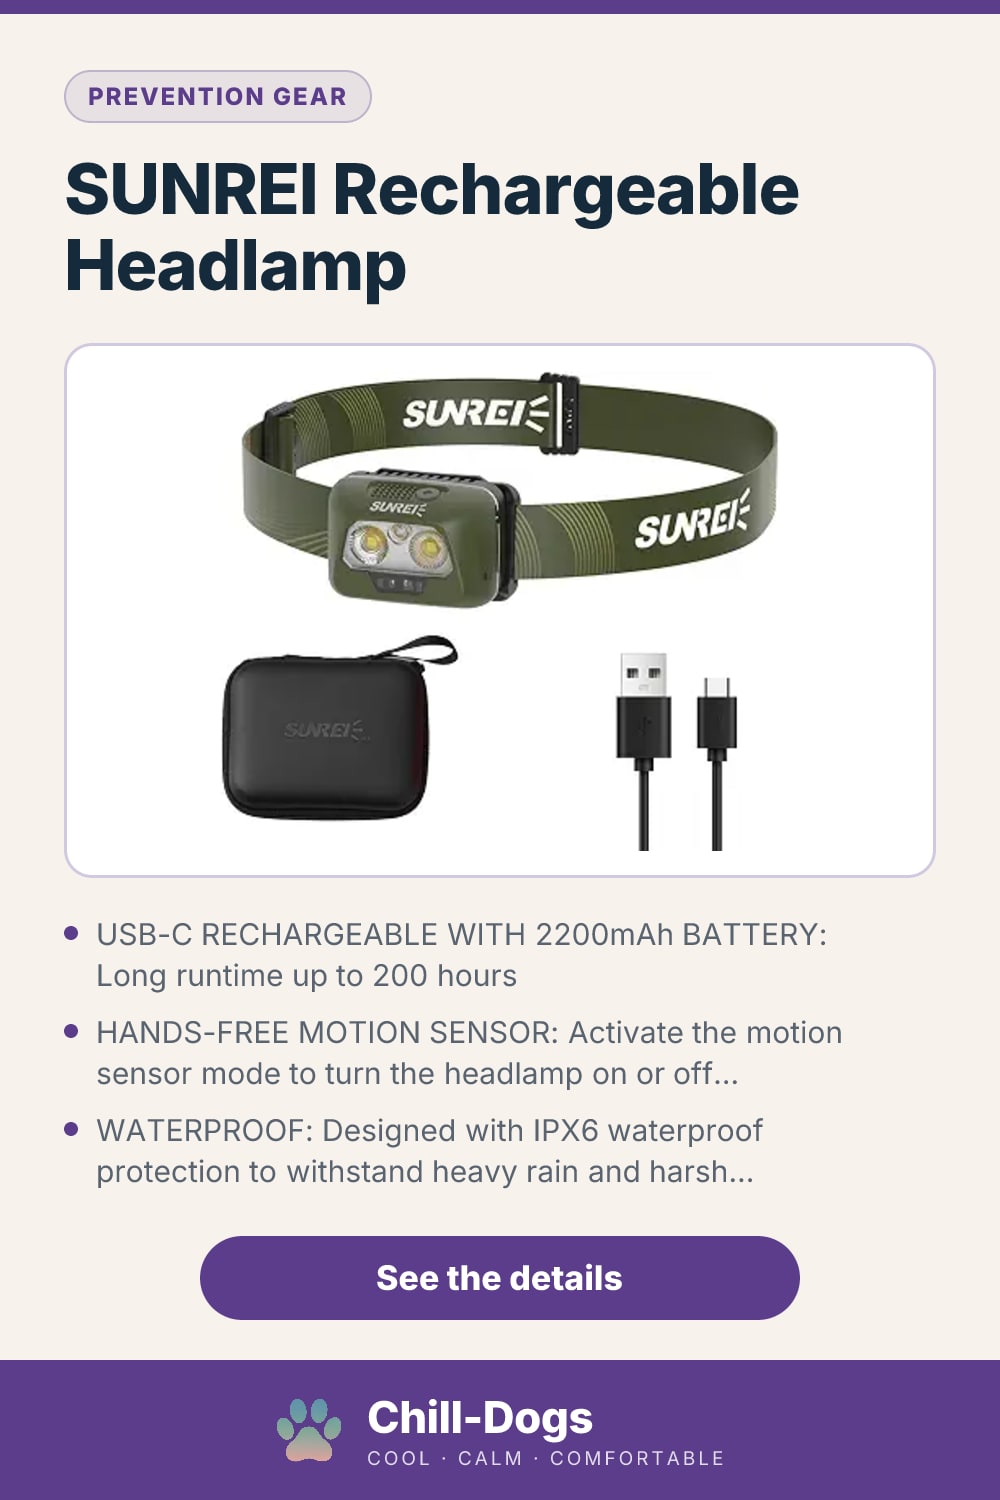 PREVENTION GEAR
SUNREI Rechargeable
Headlamp
SUNREI
SUNREI
SUNREI
SUNREI
USB-C RECHARGEABLE WITH 2200mAh BATTERY:
Long runtime up to 200 hours
HANDS-FREE MOTION SENSOR: Activate the motion
sensor mode to turn the headlamp on or off...
WATERPROOF: Designed with IPX6 waterproof
protection to withstand heavy rain and harsh...
See the details
Chill-Dogs
COOL · CALM · COMFORTABLE